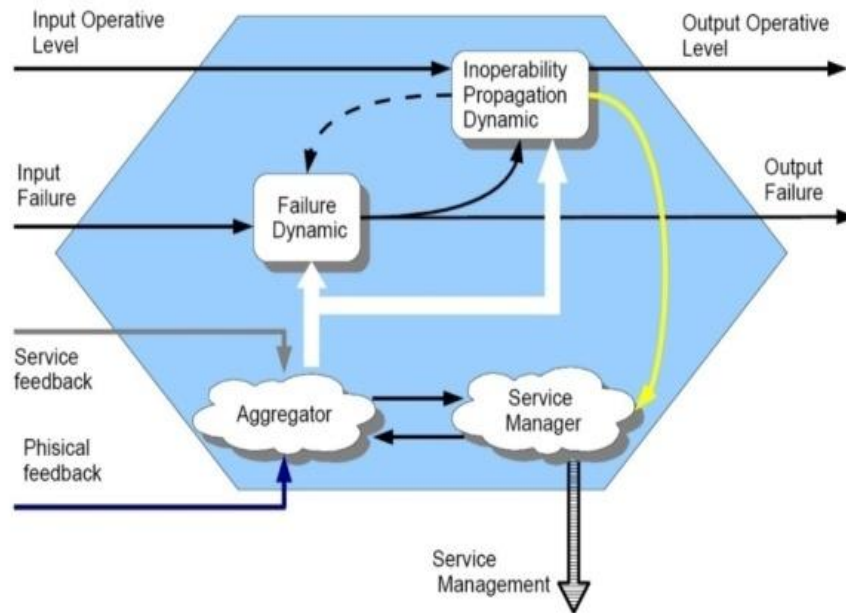 Input Operative
Level
Output Operative
Level
Inoperability
Propagation
Dynamic
Input
Failure
Failure
Dynamic
Output
Failure
Service
feedback
Aggregator
Service
Manager
Phisical
feedback
Service
Management